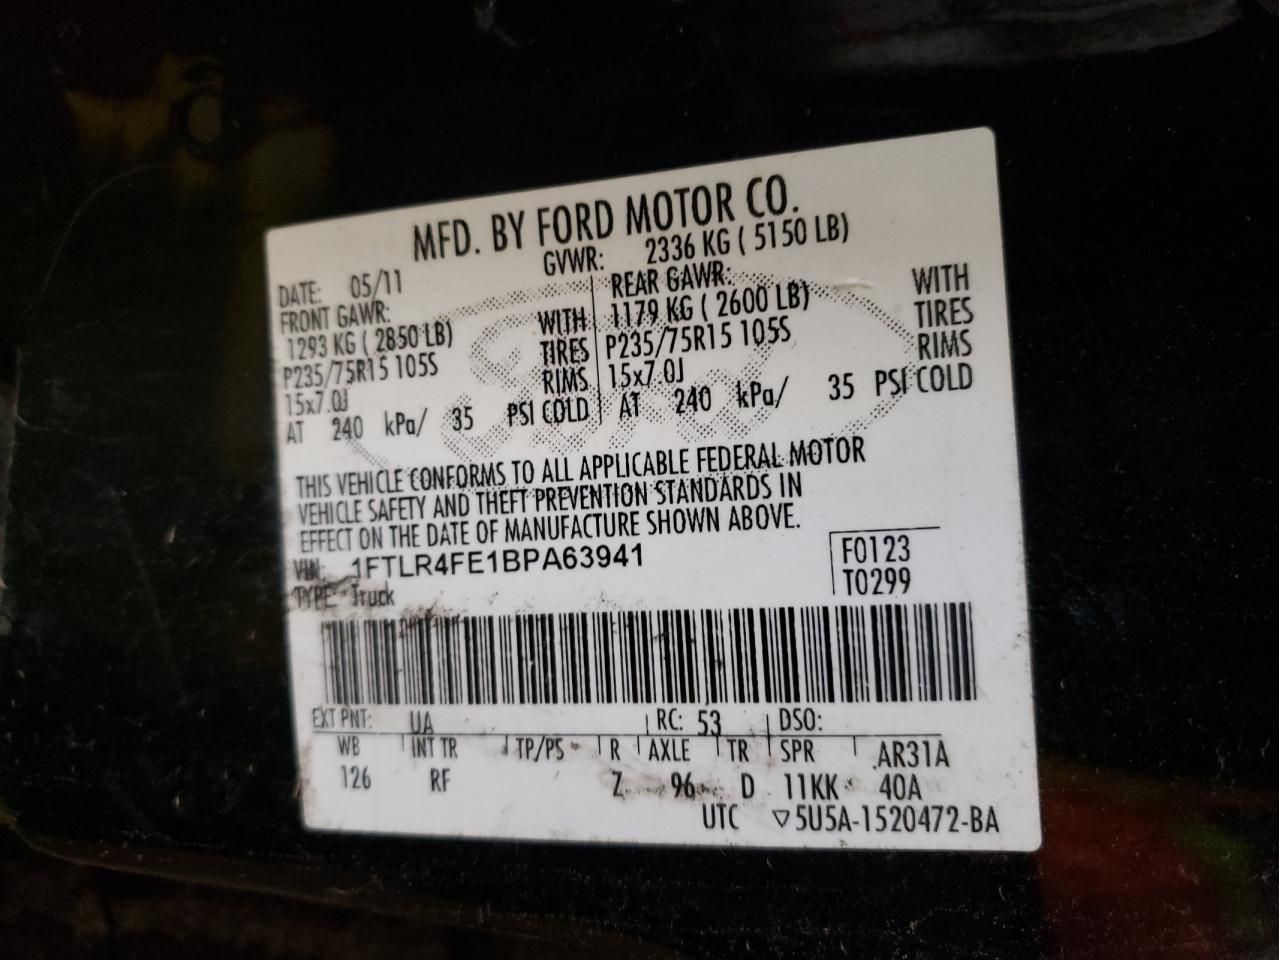 MFD. BY FORD MOTOR CO.
DATE: 05/11 GVWR: 2336 KG ( 5150 LB)
FRONT GAWR: REAR GAWR:
1293 KG ( 2850 LB) WITH 1179 KG ( 2600 LB) WITH
P235/75R15 105S TIRES P235/75R15 105S TIRES
15x7.0J RIMS 15x7.0J RIMS
AT 240 kPa/ 35 PSI COLD AT 240 kPa/ 35 PSI COLD
THIS VEHICLE CONFORMS TO ALL APPLICABLE FEDERAL MOTOR
VEHICLE SAFETY AND THEFT PREVENTION STANDARDS IN
EFFECT ON THE DATE OF MANUFACTURE SHOWN ABOVE.
VIN: 1FTLR4FE1BPA63941 F0123
TYPE: Truck T0299
EXT PNT: UA RC: 53 DSO:
WB INT TR TP/PS R AXLE TR SPR AR31A
126 RF Z 96 D 11KK 40A
UTC ▽5U5A-1520472-BA